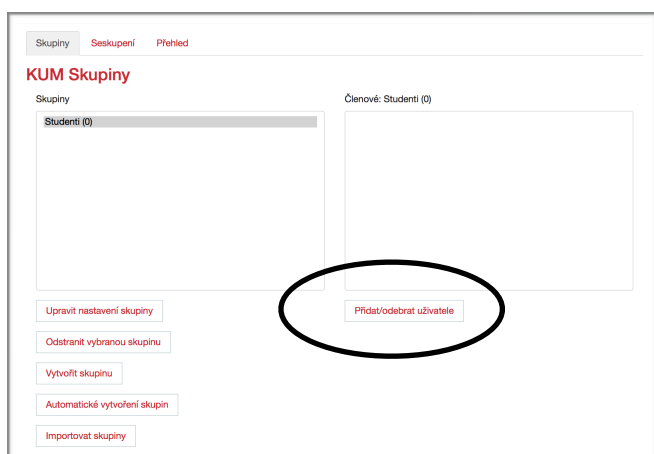 Skupiny Seskupení Přehled
KUM Skupiny
Skupiny
Studenti (0)
Členové: Studenti (0)
Upravit nastavení skupiny
Přidat/odebrat uživatele
Odstranit vybranou skupinu
Vytvořit skupinu
Automatické vytvoření skupin
Importovat skupiny